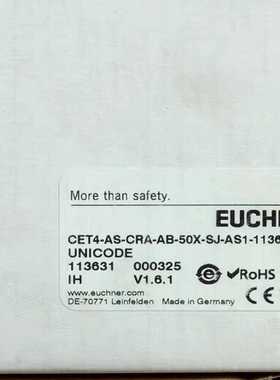 More than safety.
EUCHN
CET4-AS-CRA-AB-50X-SJ-AS1-1136
UNICODE
113631 000325
IH V1.6.1
RoHS
www.euchner.com
DE-70771 Leinfelden Made in Germany CE